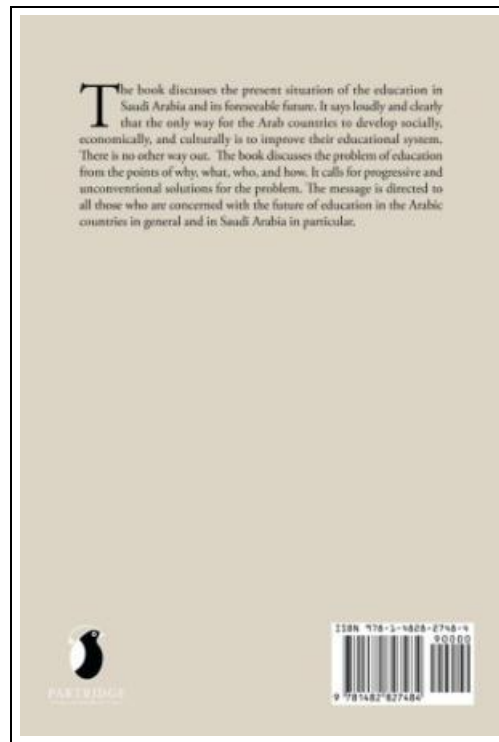 The book discusses the present situation of the education in
Saudi Arabia and its foreseeable future. It says loudly and clearly
that the only way for the Arab countries to develop socially,
economically, and culturally is to improve their educational system.
There is no other way out. The book discusses the problem of education
from the points of why, what, who, and how. It calls for progressive and
unconventional solutions for the problem. The message is directed to
all those who are concerned with the future of education in the Arabic
countries in general and in Saudi Arabia in particular.
PARTRIDGE
ISBN 978-1-4828-2748-4
90000
9 781482 827484